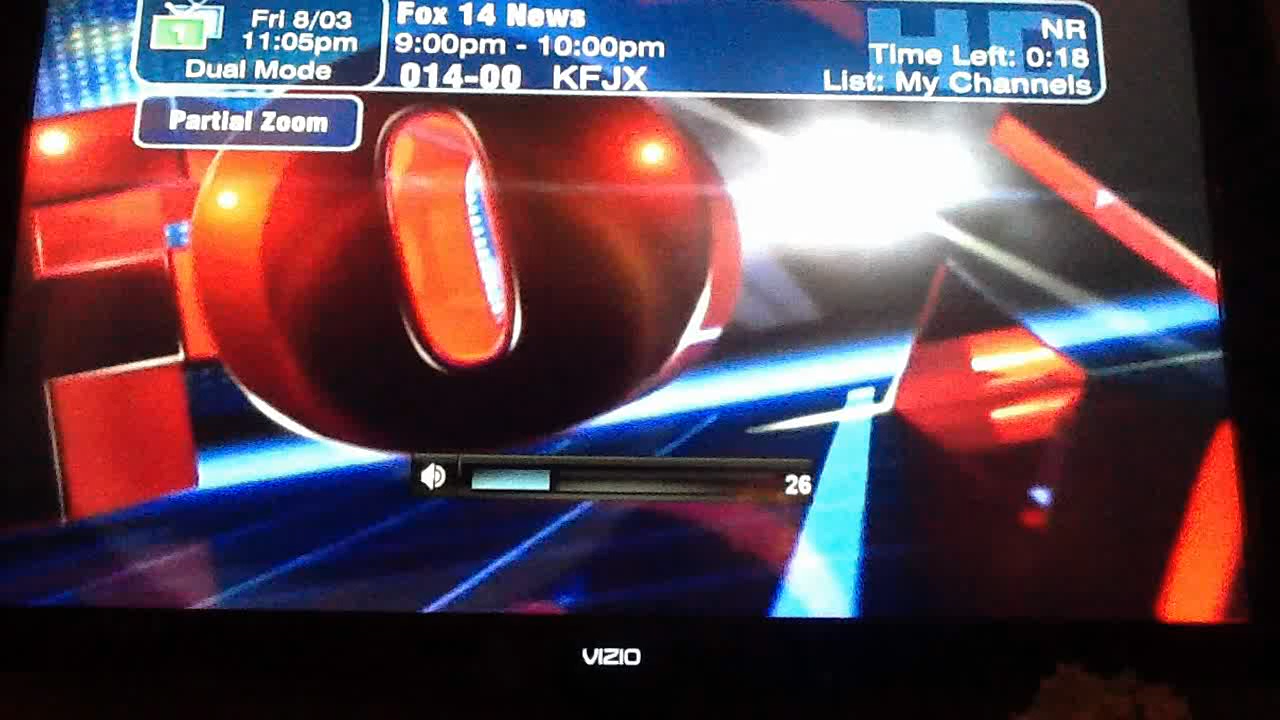 Fri 8/03
11:05pm
Dual Mode
Fox 14 News
9:00pm - 10:00pm
014-00 KFJX
HD
NR
Time Left: 0:18
List: My Channels
Partial Zoom
26
VIZIO